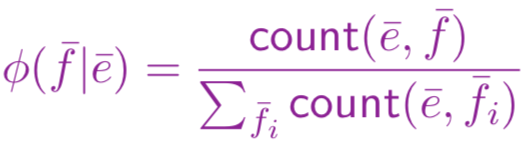 ϕ(f̄|ē) = count(ē, f̄) / ∑_{f̄_i} count(ē, f̄_i)